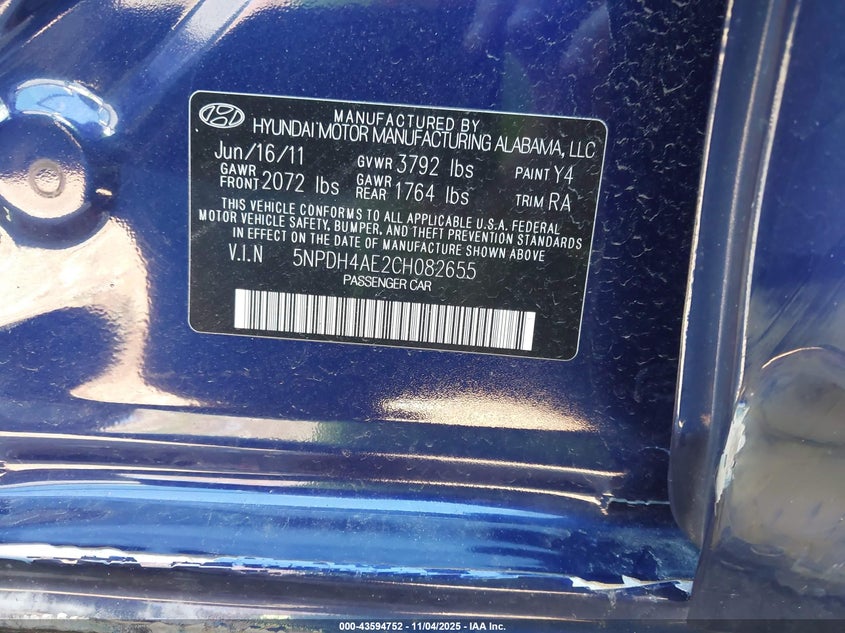 MANUFACTURED BY
HYUNDAI MOTOR MANUFACTURING ALABAMA, LLC
Jun/16/11 GVWR 3792 lbs PAINT Y4
GAWR FRONT 2072 lbs GAWR REAR 1764 lbs TRIM RA
THIS VEHICLE CONFORMS TO ALL APPLICABLE U.S.A. FEDERAL
MOTOR VEHICLE SAFETY, BUMPER, AND THEFT PREVENTION STANDARDS
IN EFFECT ON THE DATE OF MANUFACTURE SHOWN ABOVE
V.I.N 5NPDH4AE2CH082655
PASSENGER CAR
000-43594752 — 11/04/2025 — IAA Inc.